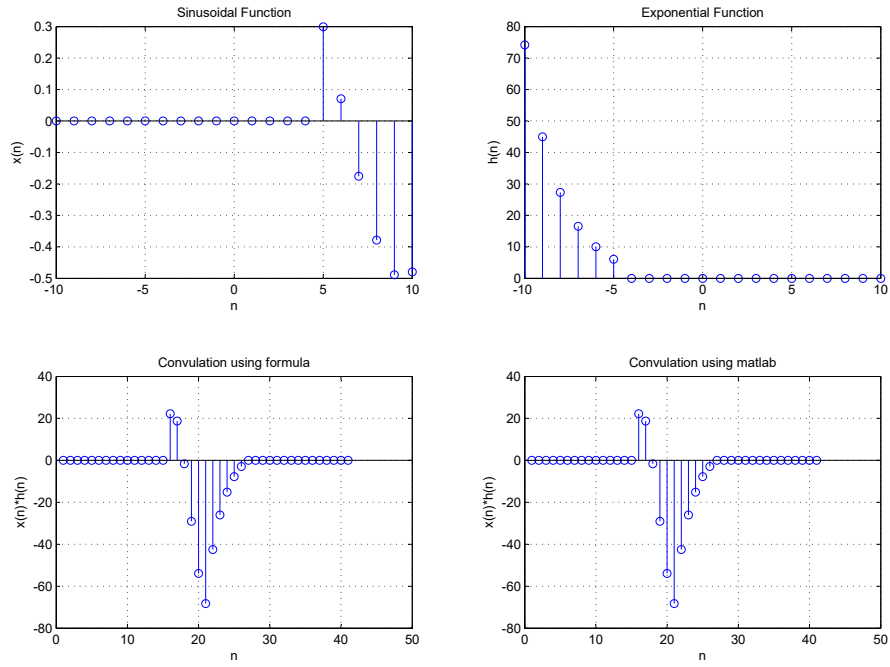 Sinusoidal Function
0.3
0.2
0.1
0
-0.1
-0.2
-0.3
-0.4
-0.5
x(n)
-10 -5 0 5 10
n
Exponential Function
80
70
60
50
40
30
20
10
0
h(n)
-10 -5 0 5 10
n
Convulation using formula
40
20
0
-20
-40
-60
-80
x(n)*h(n)
0 10 20 30 40 50
n
Convulation using matlab
40
20
0
-20
-40
-60
-80
x(n)*h(n)
0 10 20 30 40 50
n